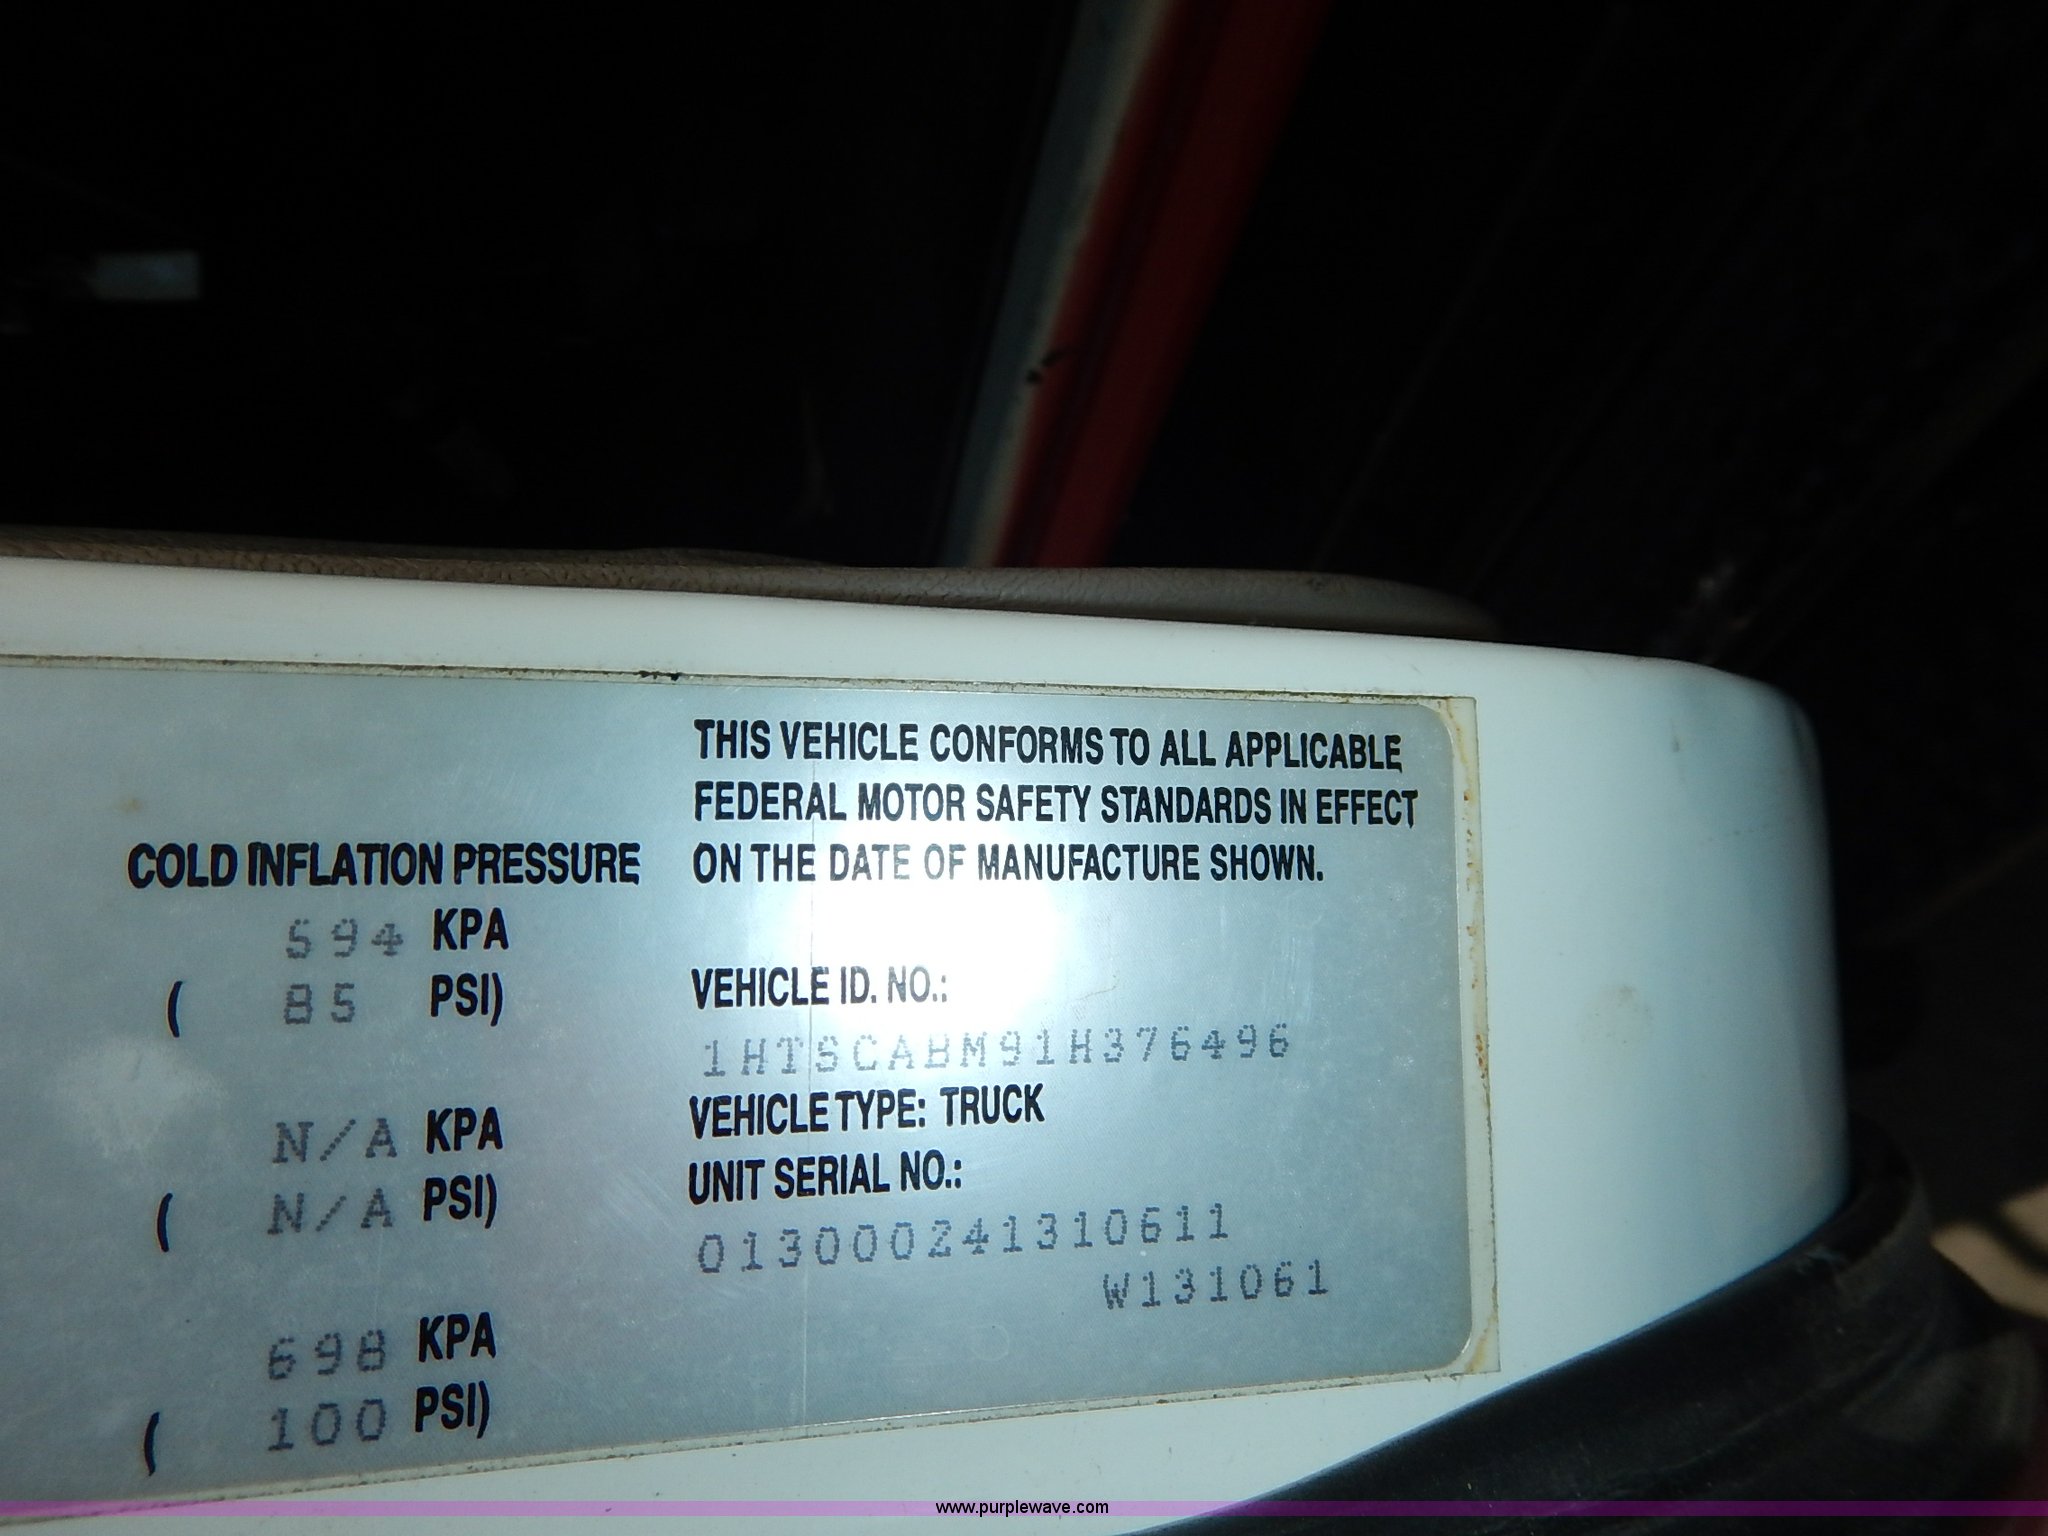 COLD INFLATION PRESSURE
594 KPA
( 85 PSI)
N/A KPA
( N/A PSI)
698 KPA
( 100 PSI)
THIS VEHICLE CONFORMS TO ALL APPLICABLE
FEDERAL MOTOR SAFETY STANDARDS IN EFFECT
ON THE DATE OF MANUFACTURE SHOWN.
VEHICLE ID. NO.:
1HTSCABM91H376496
VEHICLE TYPE: TRUCK
UNIT SERIAL NO.:
013000241310611
W131061
www.purplewave.com